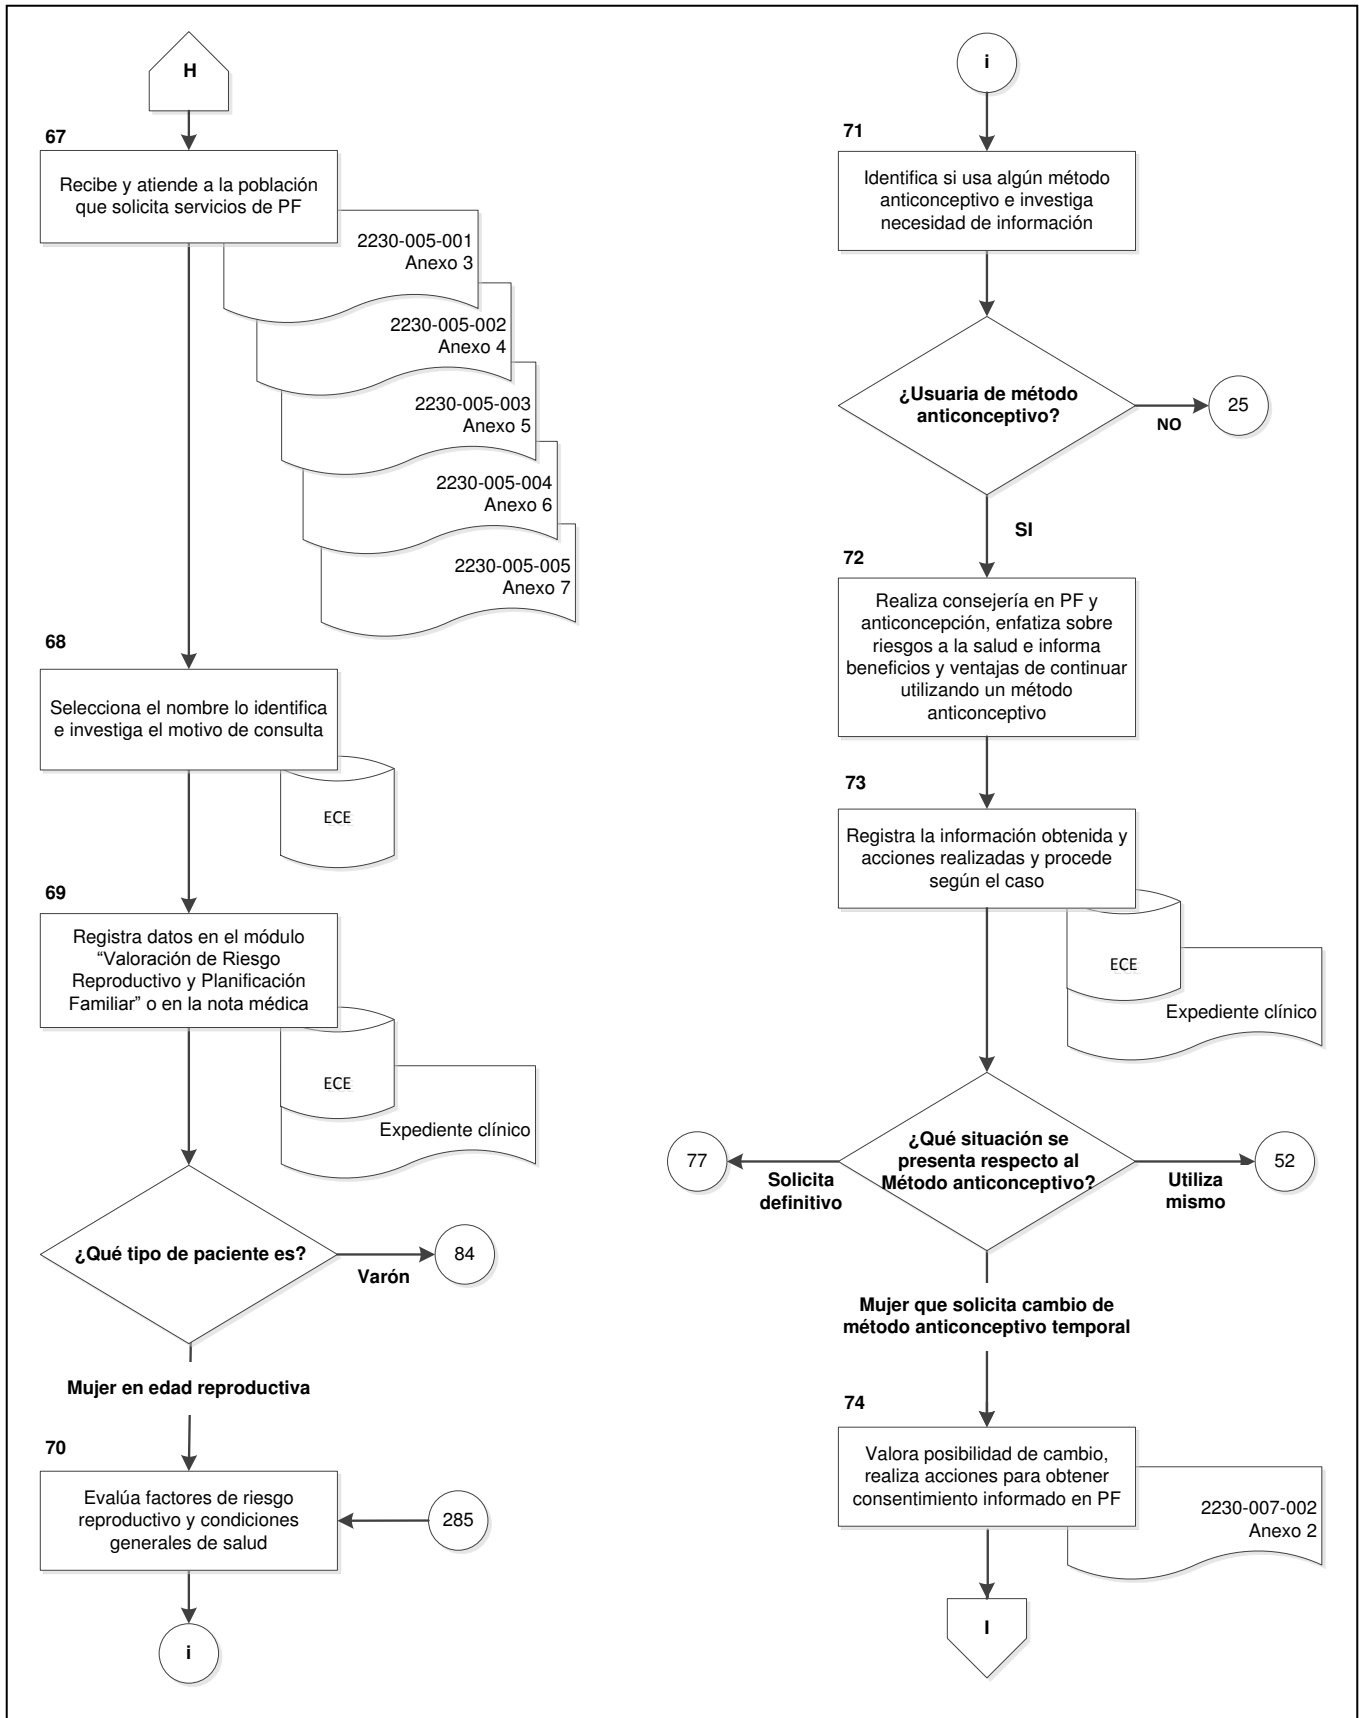 H
67
Recibe y atiende a la población
que solicita servicios de PF
2230-005-001
Anexo 3
2230-005-002
Anexo 4
2230-005-003
Anexo 5
2230-005-004
Anexo 6
2230-005-005
Anexo 7
68
Selecciona el nombre lo identifica
e investiga el motivo de consulta
ECE
69
Registra datos en el módulo
“Valoración de Riesgo
Reproductivo y Planificación
Familiar” o en la nota médica
ECE
Expediente clínico
¿Qué tipo de paciente es?
Varón
84
Mujer en edad reproductiva
70
Evalúa factores de riesgo
reproductivo y condiciones
generales de salud
285
i
i
71
Identifica si usa algún método
anticonceptivo e investiga
necesidad de información
¿Usuaria de método
anticonceptivo?
NO
25
SI
72
Realiza consejería en PF y
anticoncepción, enfatiza sobre
riesgos a la salud e informa
beneficios y ventajas de continuar
utilizando un método
anticonceptivo
73
Registra la información obtenida y
acciones realizadas y procede
según el caso
ECE
Expediente clínico
¿Qué situación se
presenta respecto al
Método anticonceptivo?
77
Solicita
definitivo
Utiliza
mismo
52
Mujer que solicita cambio de
método anticonceptivo temporal
74
Valora posibilidad de cambio,
realiza acciones para obtener
consentimiento informado en PF
2230-007-002
Anexo 2
I